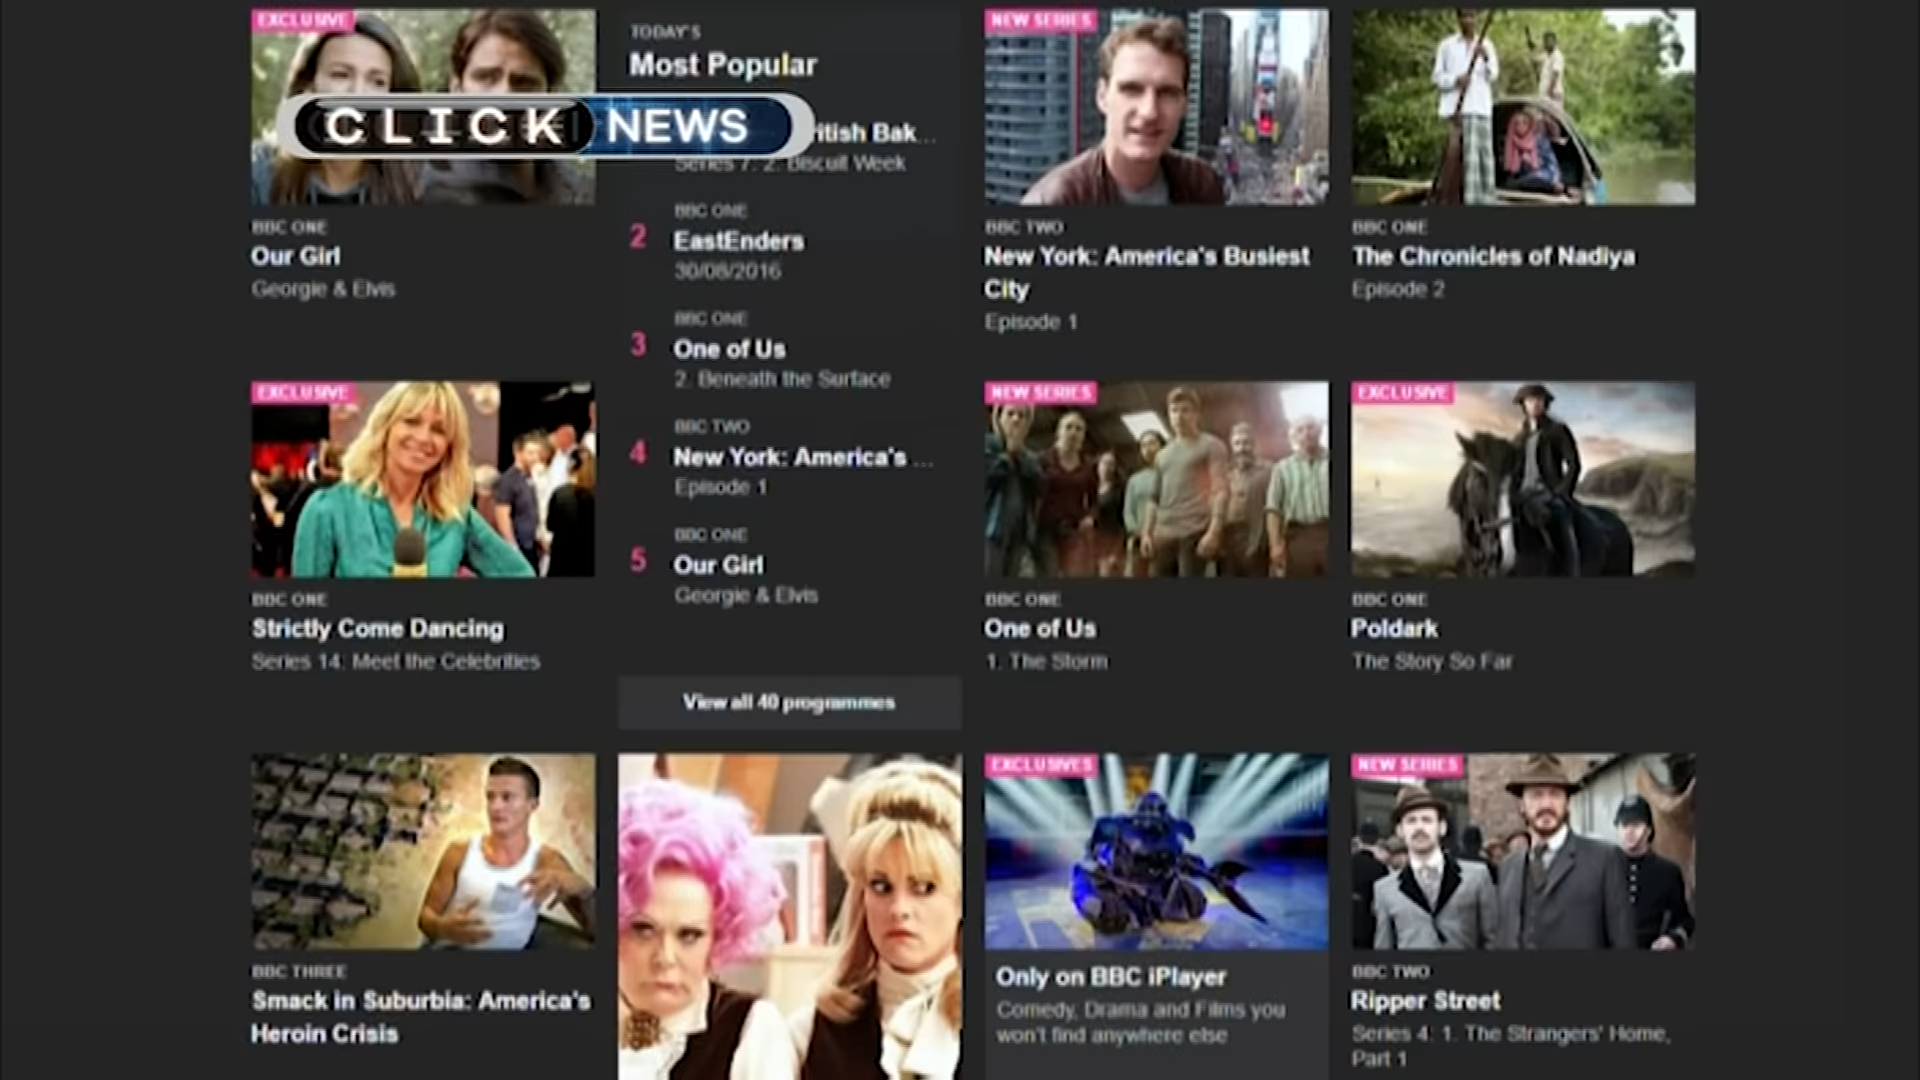 EXCLUSIVE
BBC ONE
Our Girl
Georgie & Elvis
CLICK NEWS
TODAY'S
Most Popular
ritish Bak...
Series 7: 2. Biscuit Week
2
BBC ONE
EastEnders
30/08/2016
3
BBC ONE
One of Us
2. Beneath the Surface
4
BBC TWO
New York: America's ...
Episode 1
5
BBC ONE
Our Girl
Georgie & Elvis
View all 40 programmes
NEW SERIES
BBC TWO
New York: America's Busiest
City
Episode 1
BBC ONE
The Chronicles of Nadiya
Episode 2
EXCLUSIVE
BBC ONE
Strictly Come Dancing
Series 14: Meet the Celebrities
NEW SERIES
BBC ONE
One of Us
1. The Storm
EXCLUSIVE
BBC ONE
Poldark
The Story So Far
BBC THREE
Smack in Suburbia: America's
Heroin Crisis
EXCLUSIVES
Only on BBC iPlayer
Comedy, Drama and Films you
won't find anywhere else
NEW SERIES
BBC TWO
Ripper Street
Series 4: 1. The Strangers' Home,
Part 1